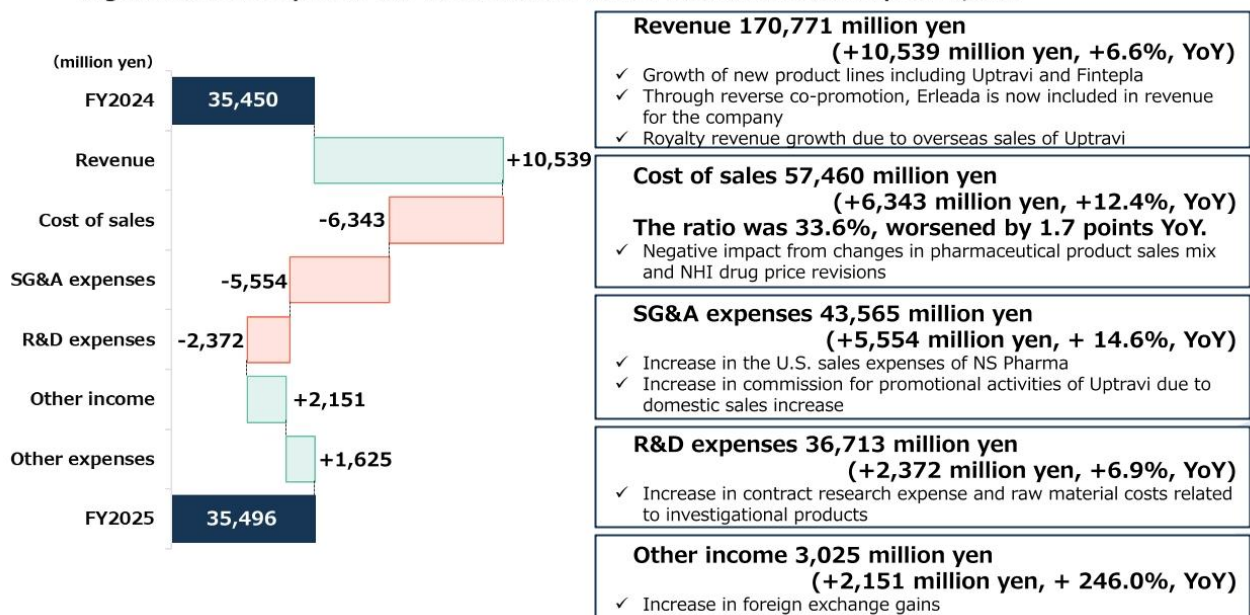 (million yen)
FY2024
35,450
Revenue
+10,539
Cost of sales
-6,343
SG&A expenses
-5,554
R&D expenses
-2,372
Other income
+2,151
Other expenses
+1,625
FY2025
35,496
Revenue 170,771 million yen
(+10,539 million yen, +6.6%, YoY)
✓ Growth of new product lines including Uptravi and Fintepla
✓ Through reverse co-promotion, Erleada is now included in revenue
for the company
✓ Royalty revenue growth due to overseas sales of Uptravi
Cost of sales 57,460 million yen
(+6,343 million yen, +12.4%, YoY)
The ratio was 33.6%, worsened by 1.7 points YoY.
✓ Negative impact from changes in pharmaceutical product sales mix
and NHI drug price revisions
SG&A expenses 43,565 million yen
(+5,554 million yen, + 14.6%, YoY)
✓ Increase in the U.S. sales expenses of NS Pharma
✓ Increase in commission for promotional activities of Uptravi due to
domestic sales increase
R&D expenses 36,713 million yen
(+2,372 million yen, +6.9%, YoY)
✓ Increase in contract research expense and raw material costs related
to investigational products
Other income 3,025 million yen
(+2,151 million yen, + 246.0%, YoY)
✓ Increase in foreign exchange gains